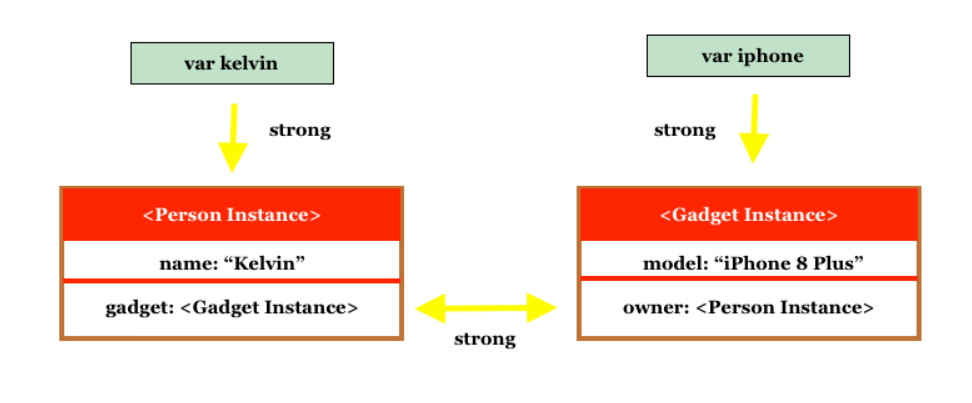 var kelvin
var iphone
strong
strong
<Person Instance>
<Gadget Instance>
name: “Kelvin”
model: “iPhone 8 Plus”
gadget: <Gadget Instance>
owner: <Person Instance>
strong